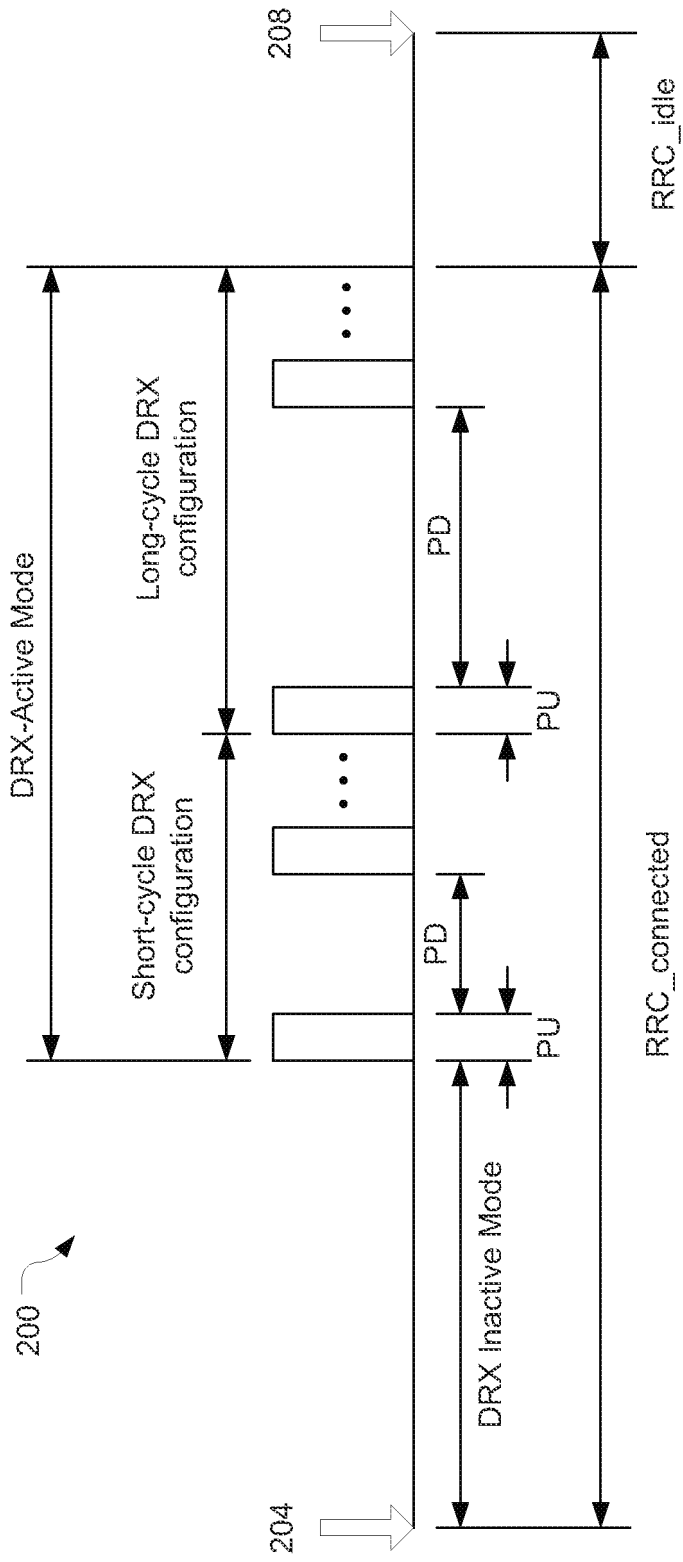 200
DRX-Active Mode
Short-cycle DRX
configuration
Long-cycle DRX
configuration
204
208
DRX Inactive Mode
PU
PD
PU
PD
RRC_connected
RRC_idle